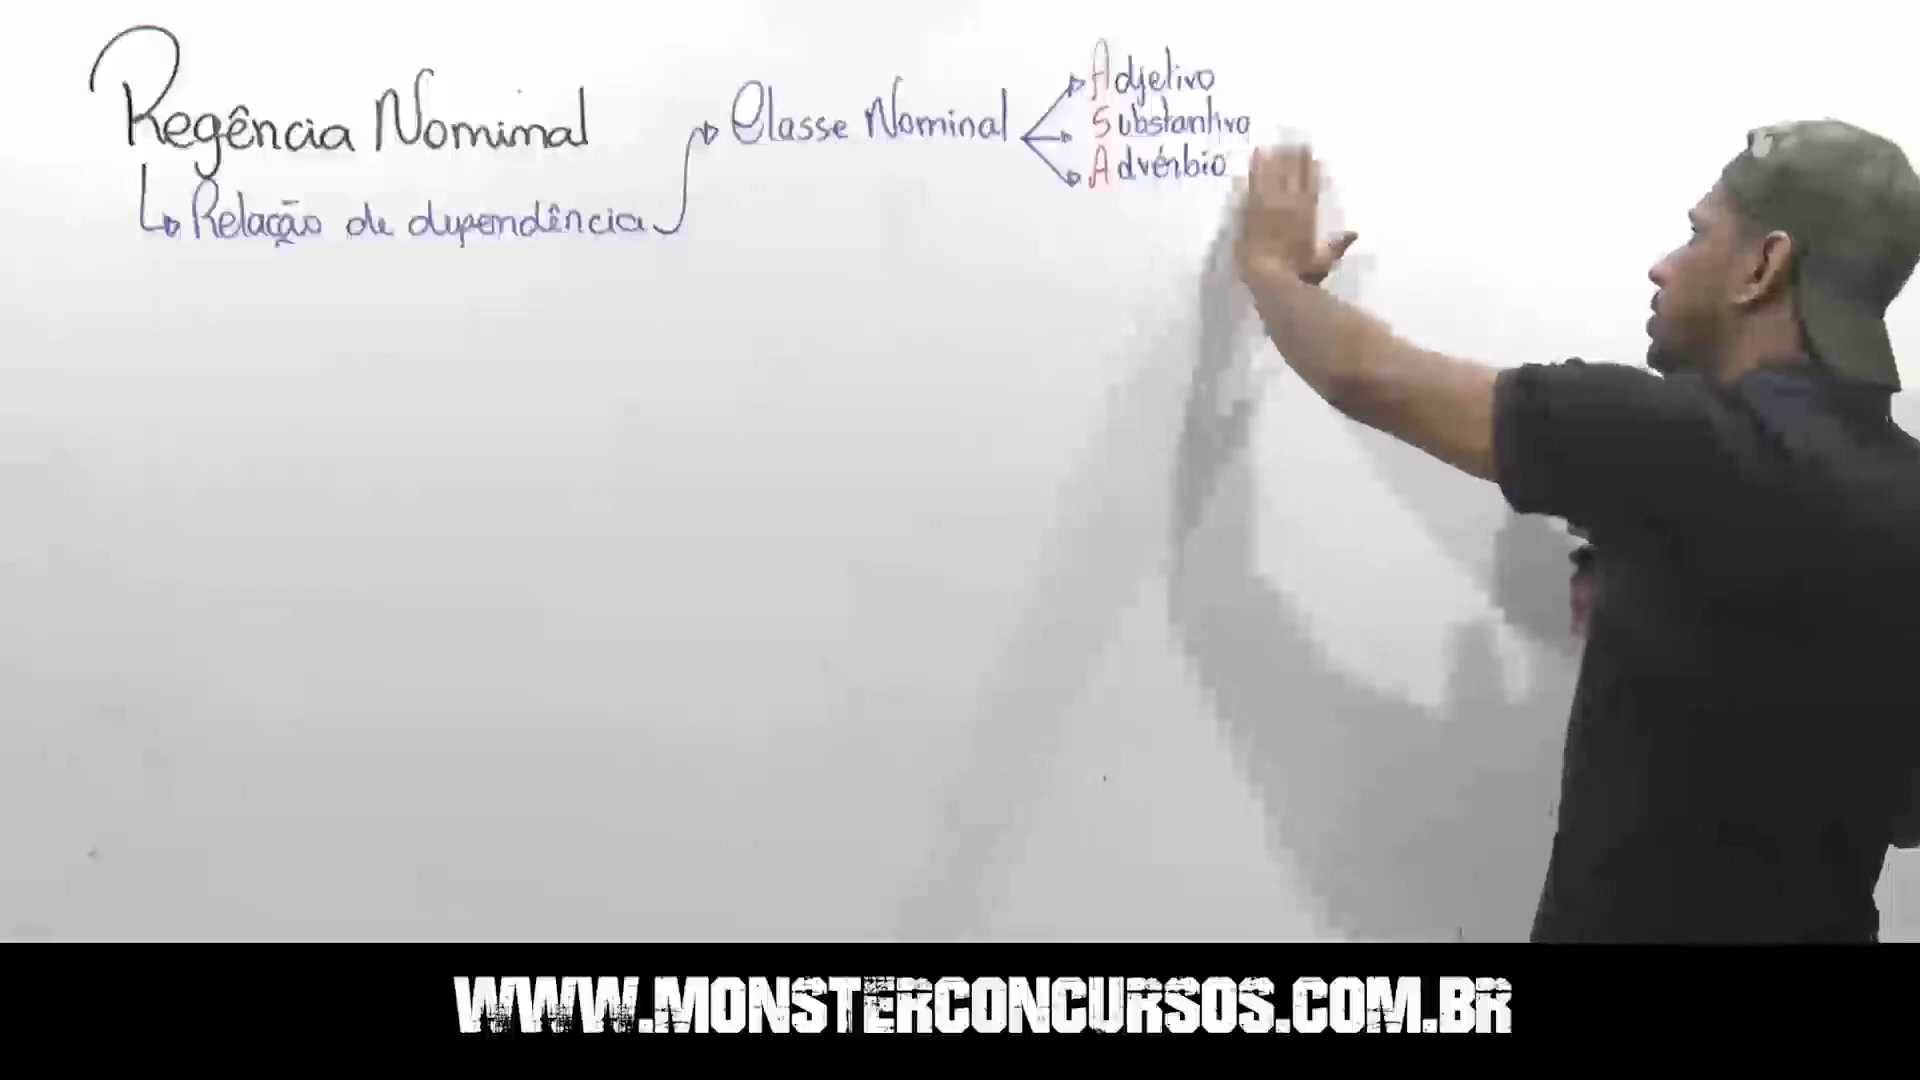 Regência Nominal
Relação de dependência
Classe Nominal
Adjetivo
Substantivo
Advérbio
WWW.MONSTERCONCURSOS.COM.BR